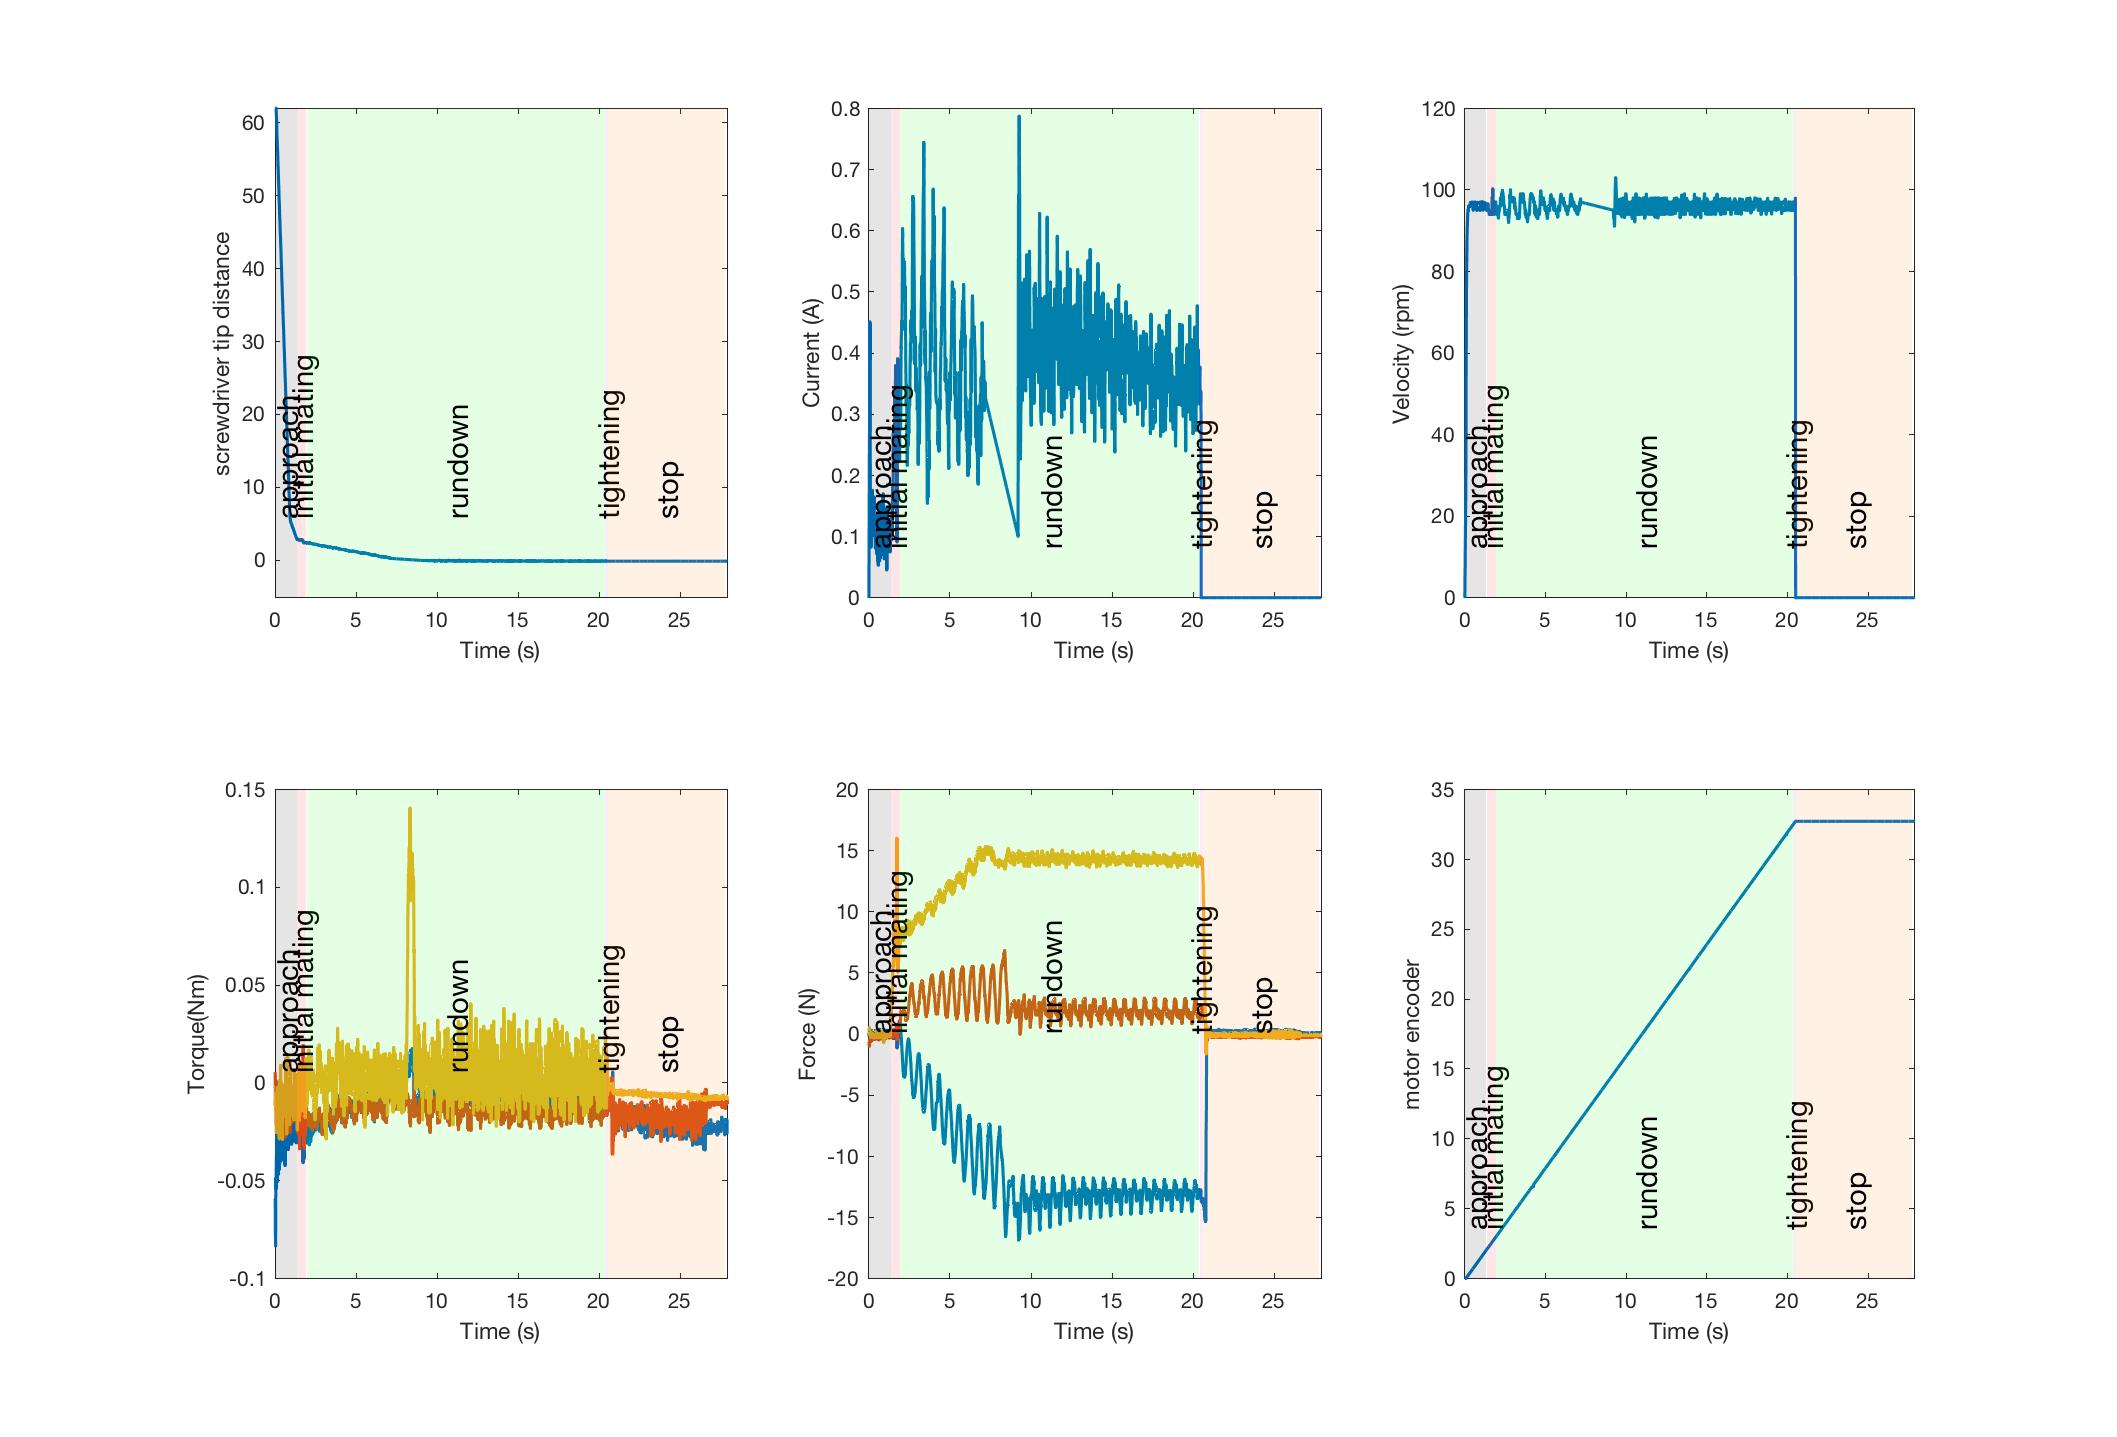 60
50
40
30
20
10
0
screwdriver tip distance
approach
initial mating
rundown
tightening
stop
0 5 10 15 20 25
Time (s)
0.8
0.7
0.6
0.5
0.4
0.3
0.2
0.1
0
Current (A)
approach
initial mating
rundown
tightening
stop
0 5 10 15 20 25
Time (s)
120
100
80
60
40
20
0
Velocity (rpm)
approach
initial mating
rundown
tightening
stop
0 5 10 15 20 25
Time (s)
0.15
0.1
0.05
0
-0.05
-0.1
Torque(Nm)
approach
initial mating
rundown
tightening
stop
0 5 10 15 20 25
Time (s)
20
15
10
5
0
-5
-10
-15
-20
Force (N)
approach
initial mating
rundown
tightening
stop
0 5 10 15 20 25
Time (s)
35
30
25
20
15
10
5
0
motor encoder
approach
initial mating
rundown
tightening
stop
0 5 10 15 20 25
Time (s)